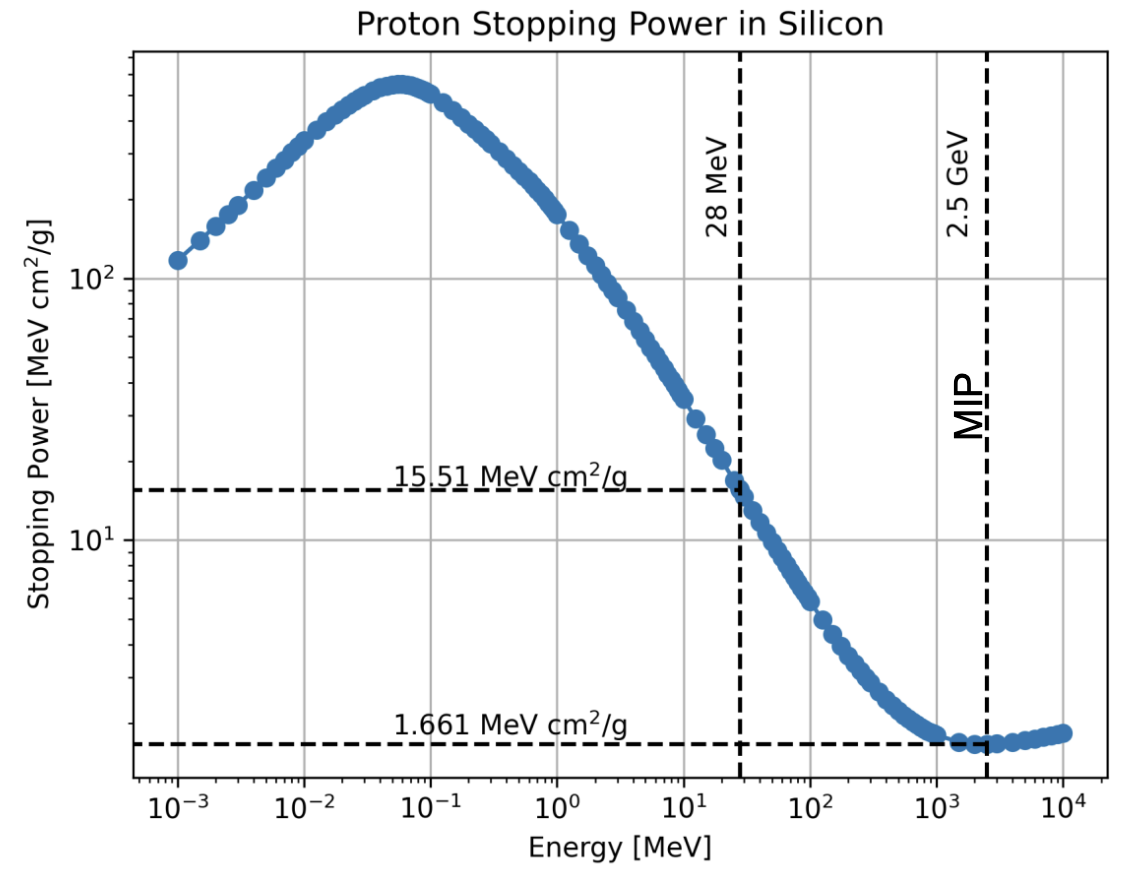 Proton Stopping Power in Silicon
Stopping Power [MeV cm²/g]
10²
10¹
28 MeV
2.5 GeV
MIP
15.51 MeV cm²/g
1.661 MeV cm²/g
10⁻³ 10⁻² 10⁻¹ 10⁰ 10¹ 10² 10³ 10⁴
Energy [MeV]